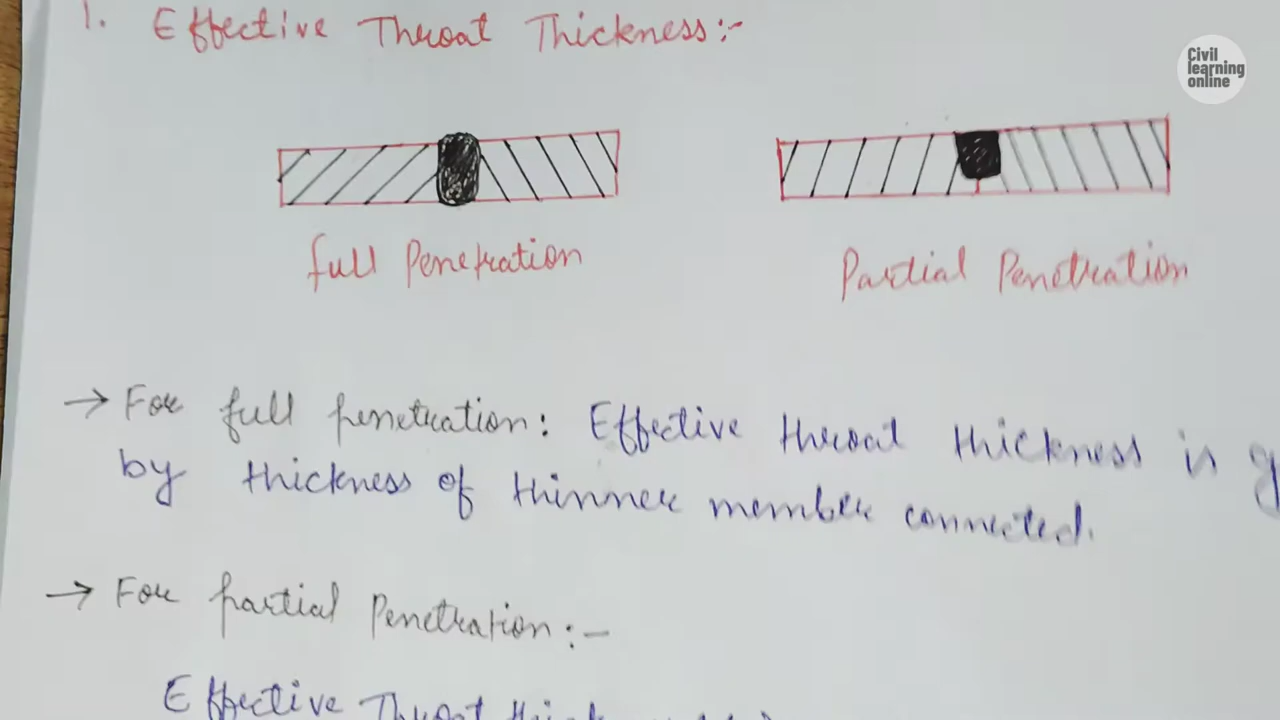 1. Effective Throat Thickness:-
Civil
learning
online
full Penetration
Partial Penetration
→ For full penetration: Effective throat thickness is
by thickness of thinner member connected.
→ For partial Penetration:-
Effective Throat